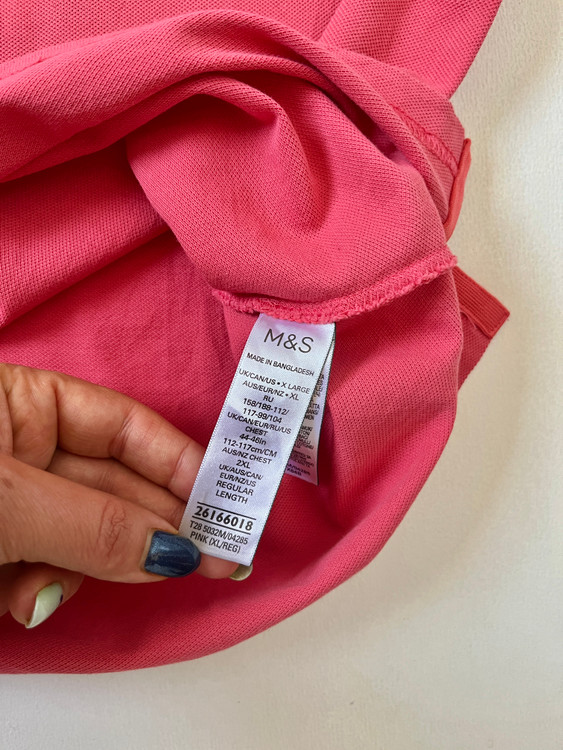 M&S
MADE IN BANGLADESH
UK/CAN/US • X LARGE
AUS/EUR/NZ • XL
RU
158/188-112/
117-99/104
UK/CAN/EUR/RU/US
CHEST
44-46in
112-117cm/CM
AUS/NZ CHEST
2XL
UK/AUS/CAN/
EUR/NZ/US
REGULAR
LENGTH
26166018
T28 5032M/04285
PINK (XL/REG)